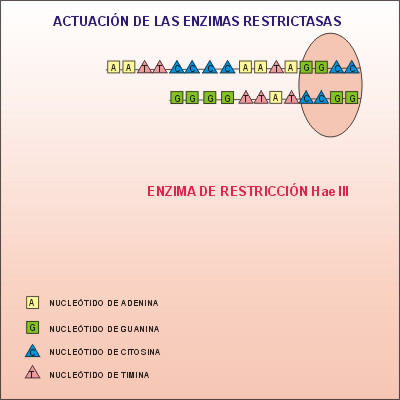 ACTUACIÓN DE LAS ENZIMAS RESTRICTASAS
A A T T C C C C A A T A G G C C
G G G G T T A T C C G G
ENZIMA DE RESTRICCIÓN Hae III
A NUCLEÓTIDO DE ADENINA
G NUCLEÓTIDO DE GUANINA
C NUCLEÓTIDO DE CITOSINA
T NUCLEÓTIDO DE TIMINA